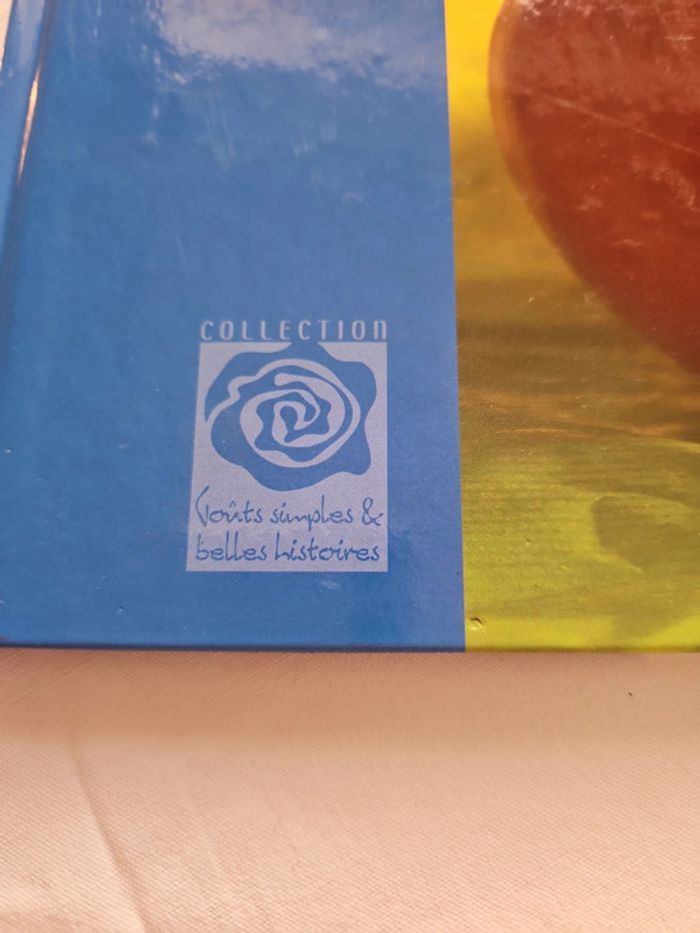 COLLECTION
Goûts simples &
belles histoires